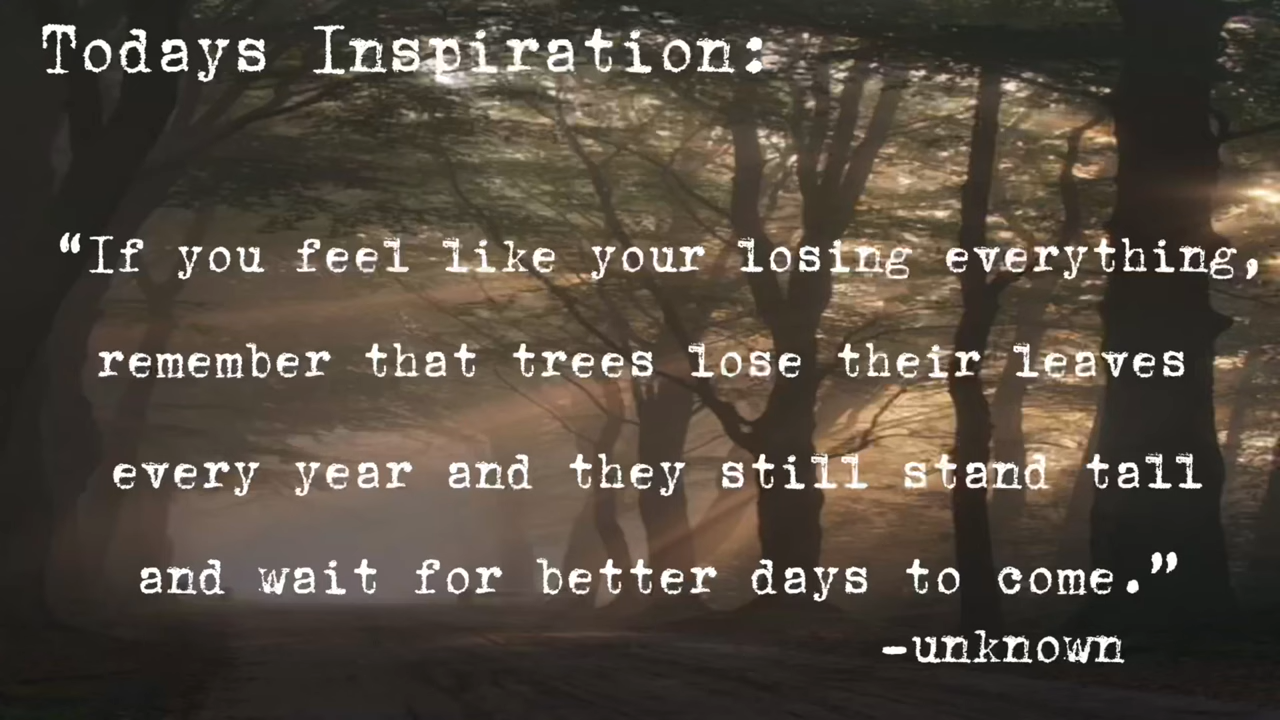 Todays Inspiration:
“If you feel like your losing everything,
remember that trees lose their leaves
every year and they still stand tall
and wait for better days to come.”
-unknown